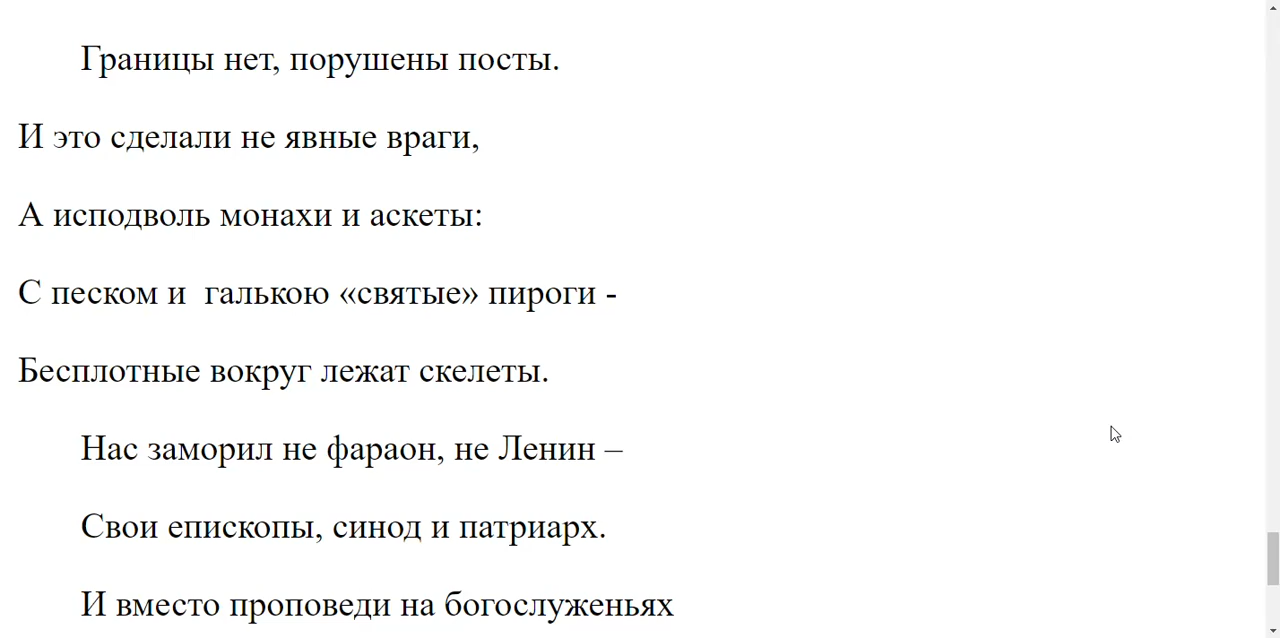 Границы нет, порушены посты.
И это сделали не явные враги,
А исподволь монахи и аскеты:
С песком и  галькою «святые» пироги -
Бесплотные вокруг лежат скелеты.
Нас заморил не фараон, не Ленин –
Свои епископы, синод и патриарх.
И вместо проповеди на богослуженьях